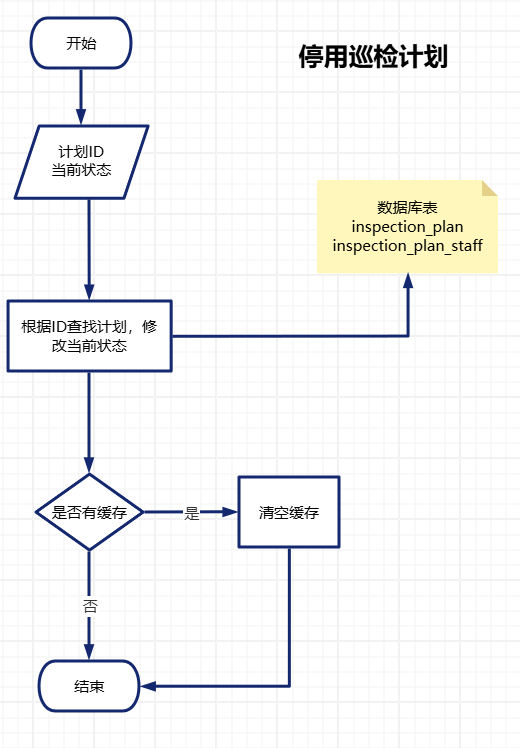 开始
停用巡检计划
计划ID
当前状态
数据库表
inspection_plan
inspection_plan_staff
根据ID查找计划，修
改当前状态
是否有缓存
是
清空缓存
否
结束